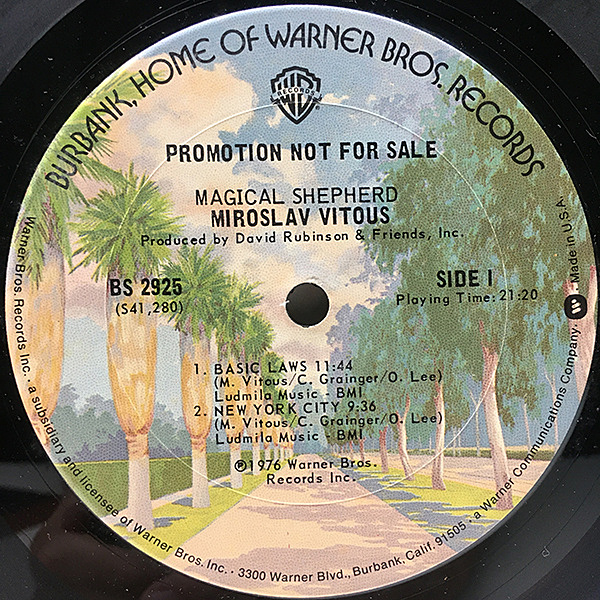 BURBANK, HOME OF WARNER BROS. RECORDS
WB
RECORDS
PROMOTION NOT FOR SALE
MAGICAL SHEPHERD
MIROSLAV VITOUS
Produced by David Rubinson & Friends, Inc.
BS 2925
(S41,280)
SIDE 1
Playing Time: 21:20
1. BASIC LAWS 11:44
(M. Vitous/C. Grainger/O. Lee)
Ludmila Music - BMI
2. NEW YORK CITY 9:36
(M. Vitous/C. Grainger/O. Lee)
Ludmila Music - BMI
℗1976 Warner Bros.
Records Inc.
Warner Bros. Records Inc. · a subsidiary and licensee of Warner Bros. Inc. · 3300 Warner Blvd., Burbank, Calif. 91505 · a Warner Communications Company. Made in U.S.A.